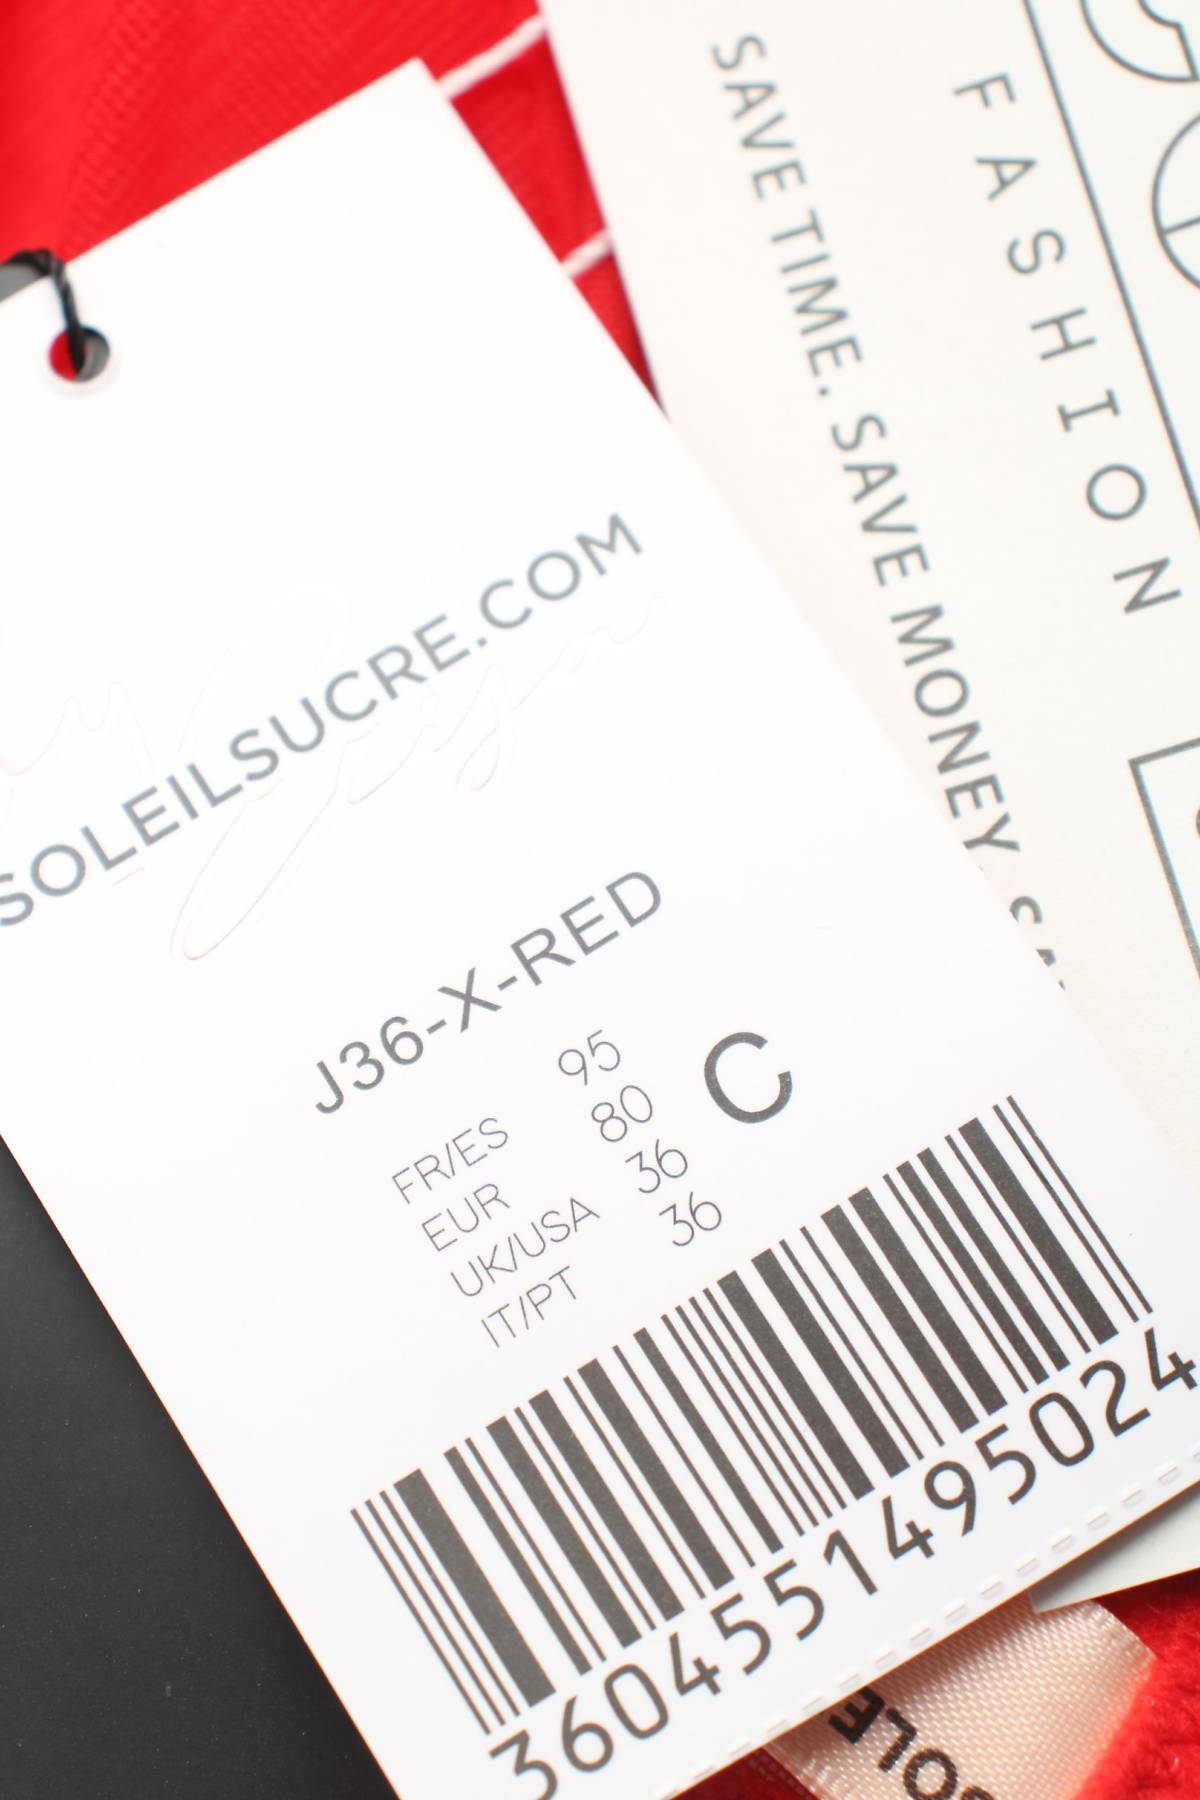 SOLEILSUCRE.COM
J36-X-RED
FR/ES 95
EUR 80
UK/USA 36
IT/PT 36
C
3604551495024
SAVE TIME. SAVE MONEY.
FASHION